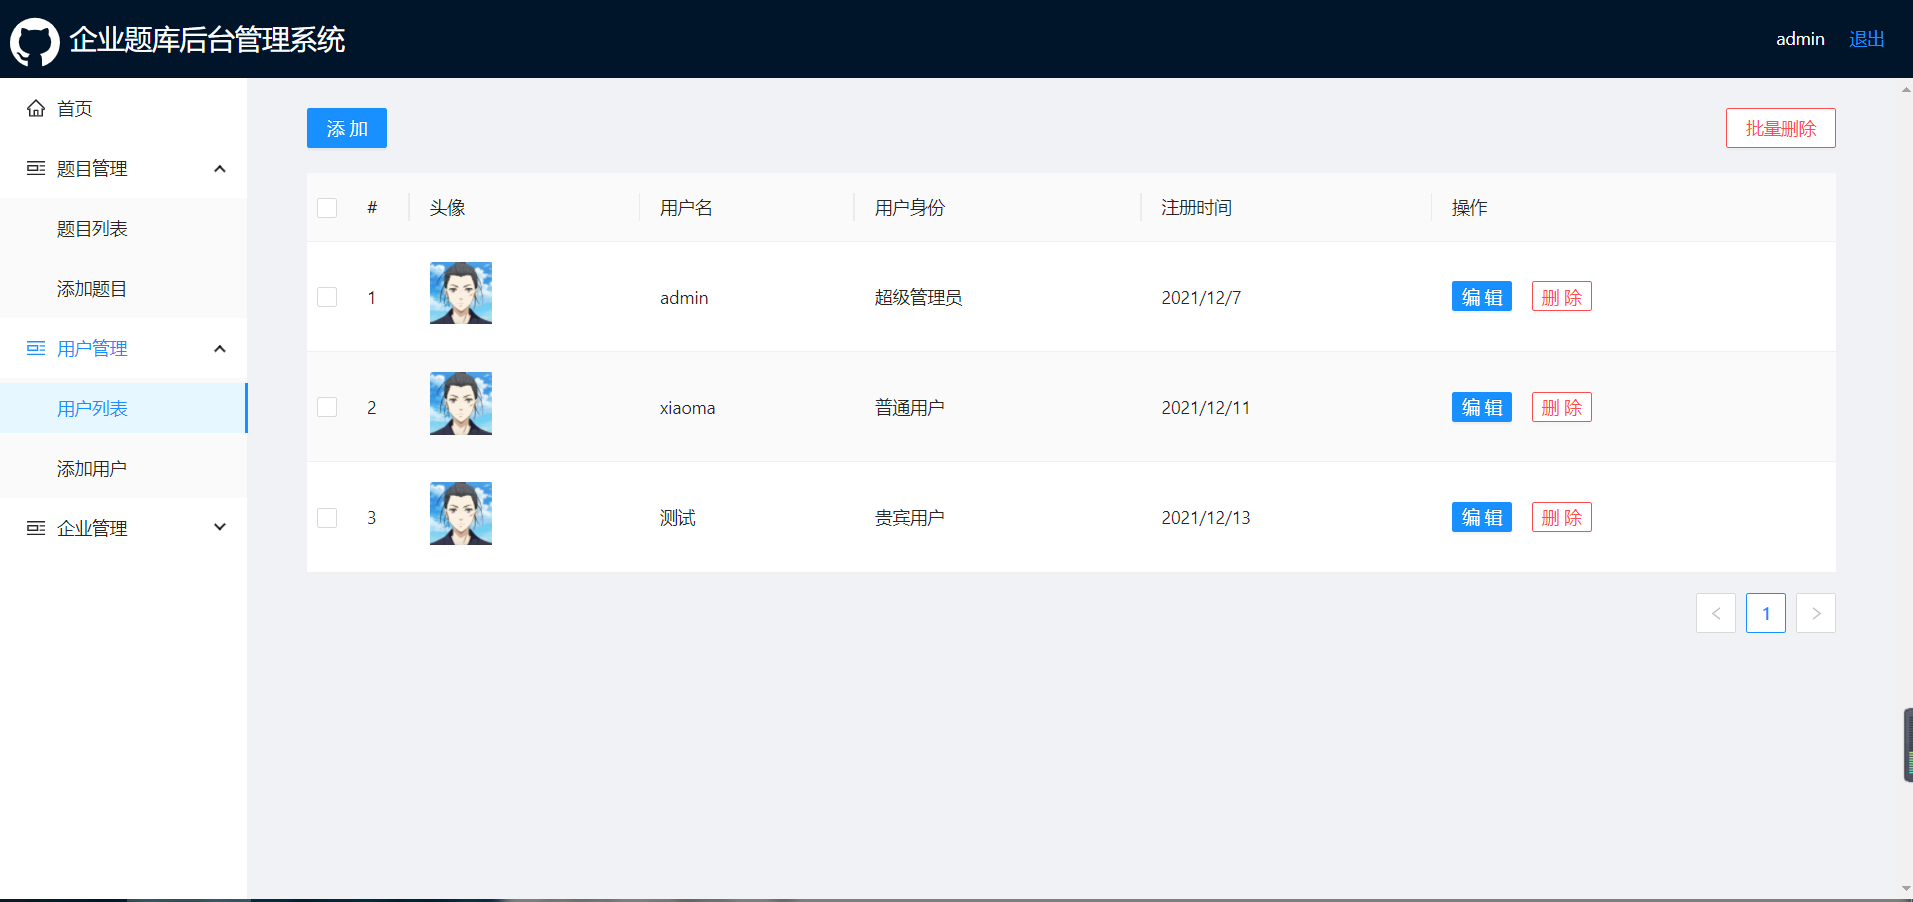 企业题库后台管理系统
admin 退出
首页
题目管理
题目列表
添加题目
用户管理
用户列表
添加用户
企业管理
添 加
批量删除
# 头像 用户名 用户身份 注册时间 操作
1 admin 超级管理员 2021/12/7 编 辑 删 除
2 xiaoma 普通用户 2021/12/11 编 辑 删 除
3 测试 贵宾用户 2021/12/13 编 辑 删 除
< 1 >